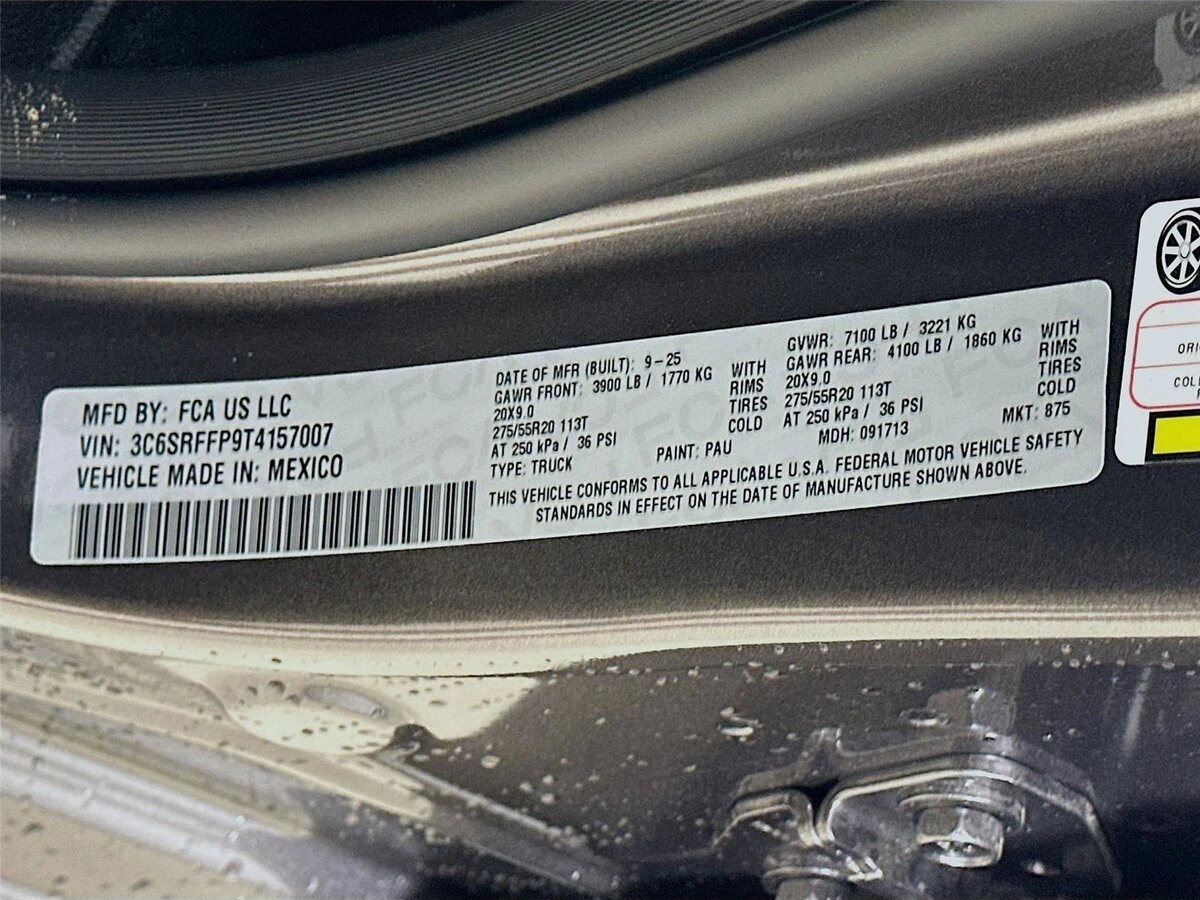 MFD BY: FCA US LLC
VIN: 3C6SRFFP9T4157007
VEHICLE MADE IN: MEXICO
DATE OF MFR (BUILT): 9-25
GAWR FRONT: 3900 LB / 1770 KG WITH
20X9.0 RIMS
275/55R20 113T TIRES
AT 250 kPa / 36 PSI COLD
TYPE: TRUCK PAINT: PAU
GVWR: 7100 LB / 3221 KG
GAWR REAR: 4100 LB / 1860 KG WITH
20X9.0 RIMS
275/55R20 113T TIRES
AT 250 kPa / 36 PSI COLD
MDH: 091713 MKT: 875
THIS VEHICLE CONFORMS TO ALL APPLICABLE U.S.A. FEDERAL MOTOR VEHICLE SAFETY
STANDARDS IN EFFECT ON THE DATE OF MANUFACTURE SHOWN ABOVE.